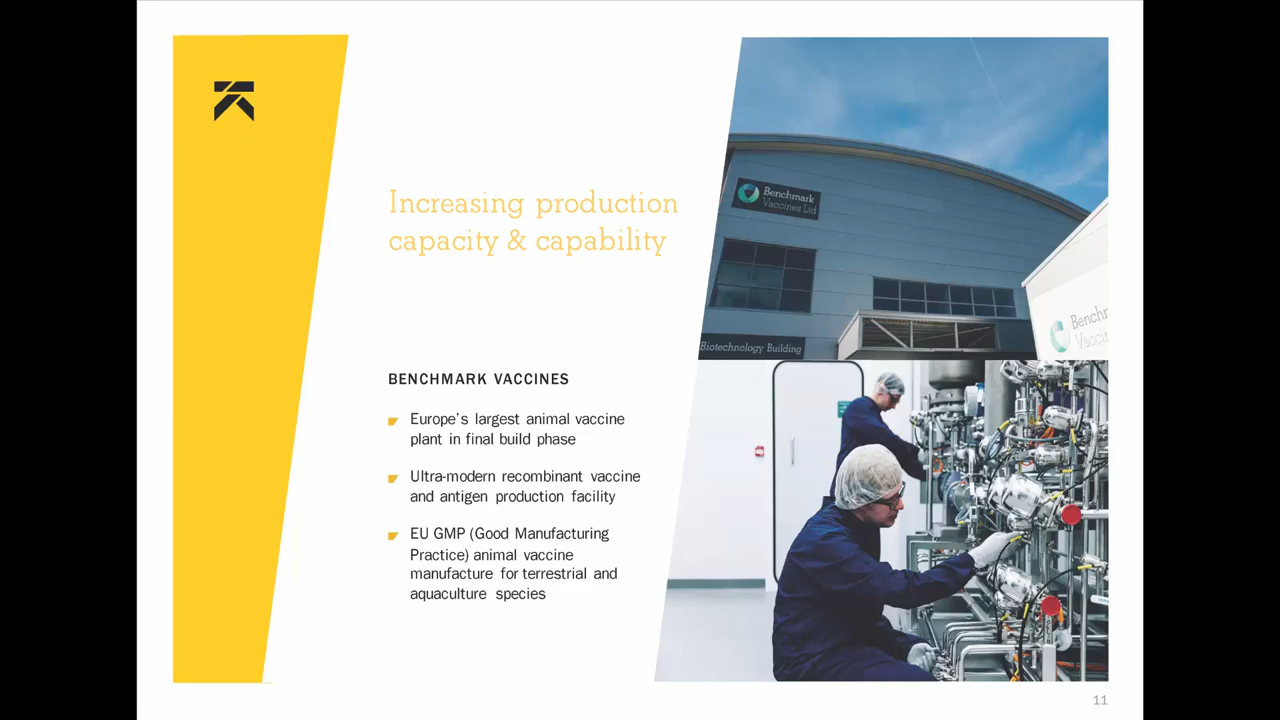 Increasing production
capacity & capability
BENCHMARK VACCINES
Europe's largest animal vaccine
plant in final build phase
Ultra-modern recombinant vaccine
and antigen production facility
EU GMP (Good Manufacturing
Practice) animal vaccine
manufacture for terrestrial and
aquaculture species
Benchmark
Vaccines Ltd
Biotechnology Building
11